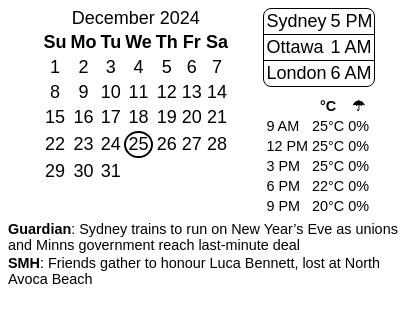 December 2024
Su Mo Tu We Th Fr Sa
1 2 3 4 5 6 7
8 9 10 11 12 13 14
15 16 17 18 19 20 21
22 23 24 25 26 27 28
29 30 31
Sydney 5 PM
Ottawa 1 AM
London 6 AM
°C ☂
9 AM 25°C 0%
12 PM 25°C 0%
3 PM 25°C 0%
6 PM 22°C 0%
9 PM 20°C 0%
Guardian: Sydney trains to run on New Year’s Eve as unions
and Minns government reach last-minute deal
SMH: Friends gather to honour Luca Bennett, lost at North
Avoca Beach